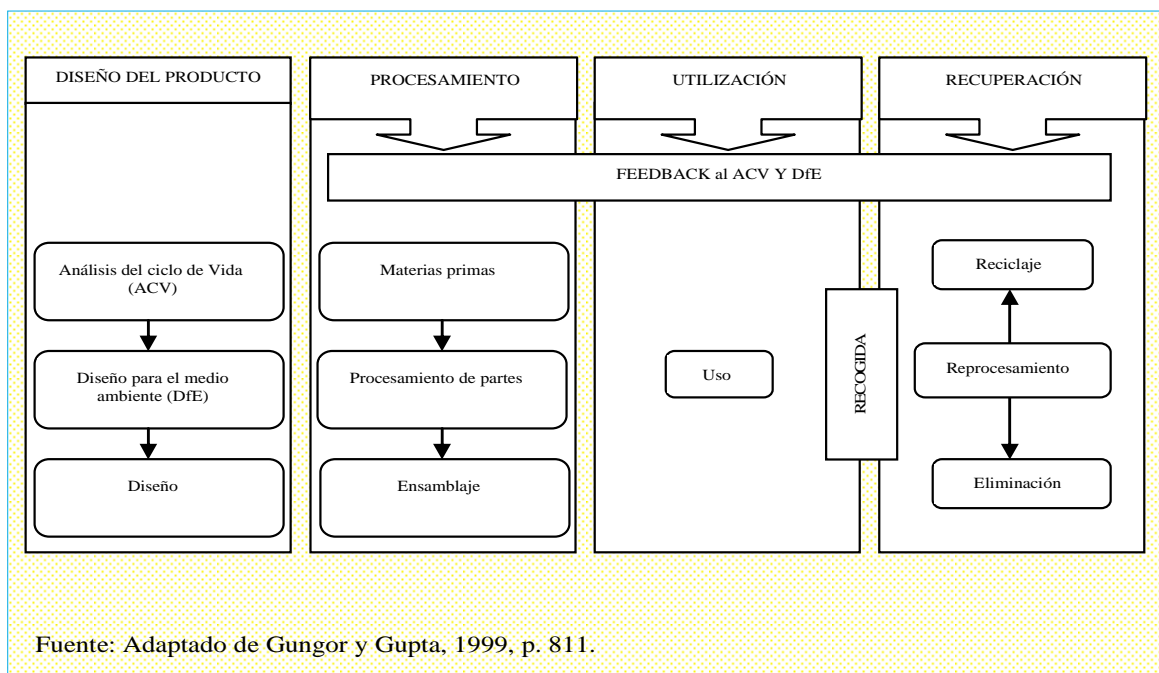 DISEÑO DEL PRODUCTO
PROCESAMIENTO
UTILIZACIÓN
RECUPERACIÓN
FEEDBACK al ACV Y DfE
Análisis del ciclo de Vida
(ACV)
Diseño para el medio
ambiente (DfE)
Diseño
Materias primas
Procesamiento de partes
Ensamblaje
Uso
RECOGIDA
Reciclaje
Reprocesamiento
Eliminación
Fuente: Adaptado de Gungor y Gupta, 1999, p. 811.